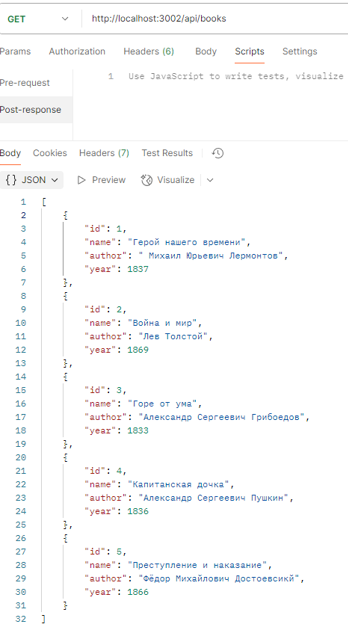 GET http://localhost:3002/api/books
Params Authorization Headers (6) Body Scripts Settings
Pre-request
1 Use JavaScript to write tests, visualize
Post-response
Body Cookies Headers (7) Test Results
{} JSON Preview Visualize
1 [
2 {
3 "id": 1,
4 "name": "Герой нашего времени",
5 "author": " Михаил Юрьевич Лермонтов",
6 "year": 1837
7 },
8 {
9 "id": 2,
10 "name": "Война и мир",
11 "author": "Лев Толстой",
12 "year": 1869
13 },
14 {
15 "id": 3,
16 "name": "Горе от ума",
17 "author": "Александр Сергеевич Грибоедов",
18 "year": 1833
19 },
20 {
21 "id": 4,
22 "name": "Капитанская дочка",
23 "author": "Александр Сергеевич Пушкин",
24 "year": 1836
25 },
26 {
27 "id": 5,
28 "name": "Преступление и наказание",
29 "author": "Фёдор Михайлович Достоевсикй",
30 "year": 1866
31 }
32 ]